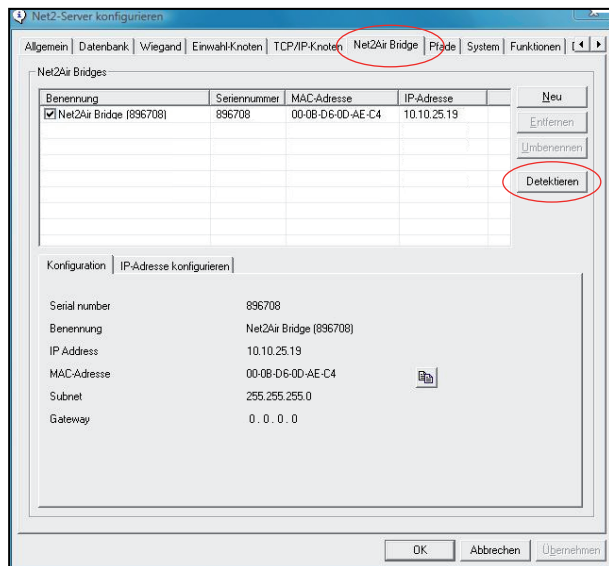 Net2-Server konfigurieren
Allgemein Datenbank Wiegand Einwahl-Knoten TCP/IP-Knoten Net2Air Bridge Pfade System Funktionen
Net2Air Bridges
Benennung Seriennummer MAC-Adresse IP-Adresse
Net2Air Bridge (896708) 896708 00-0B-D6-0D-AE-C4 10.10.25.19
Neu
Entfernen
Umbenennen
Detektieren
Konfiguration IP-Adresse konfigurieren
Serial number 896708
Benennung Net2Air Bridge (896708)
IP Address 10.10.25.19
MAC-Adresse 00-0B-D6-0D-AE-C4
Subnet 255.255.255.0
Gateway 0 . 0 . 0 . 0
OK Abbrechen Übernehmen